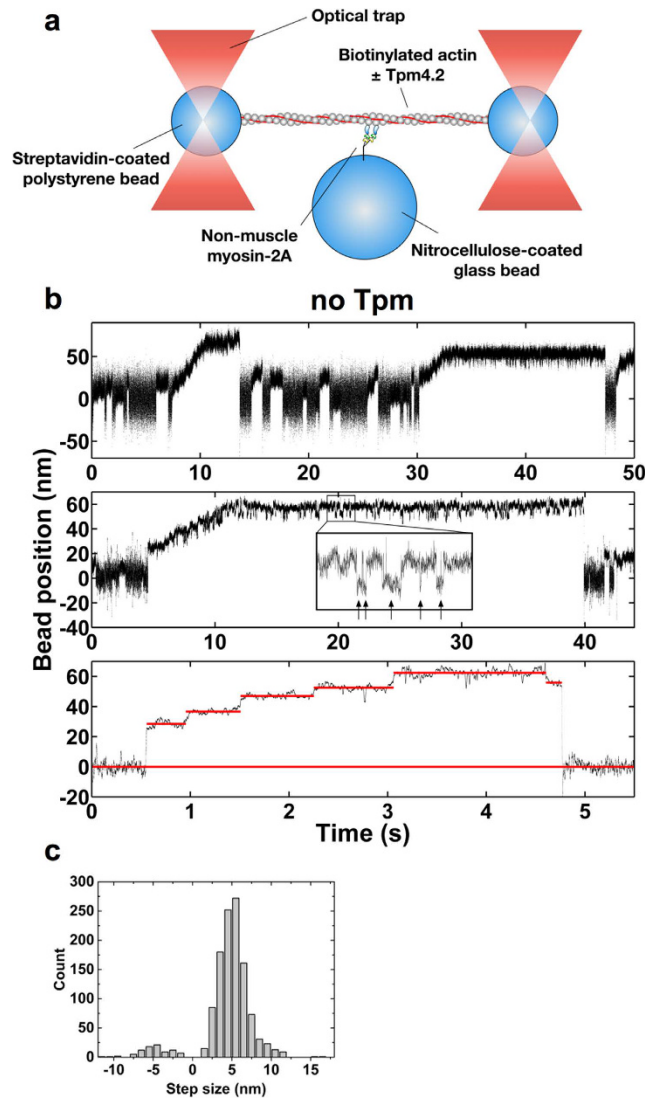 a
Optical trap
Biotinylated actin
± Tpm4.2
Streptavidin-coated
polystyrene bead
Non-muscle
myosin-2A
Nitrocellulose-coated
glass bead
b
no Tpm
50
0
-50
0 10 20 30 40 50
Bead position (nm)
60
40
20
0
-20
-40
0 10 20 30 40
60
40
20
0
-20
0 1 2 3 4 5
Time (s)
c
300
250
200
150
100
50
0
Count
-10 -5 0 5 10 15
Step size (nm)